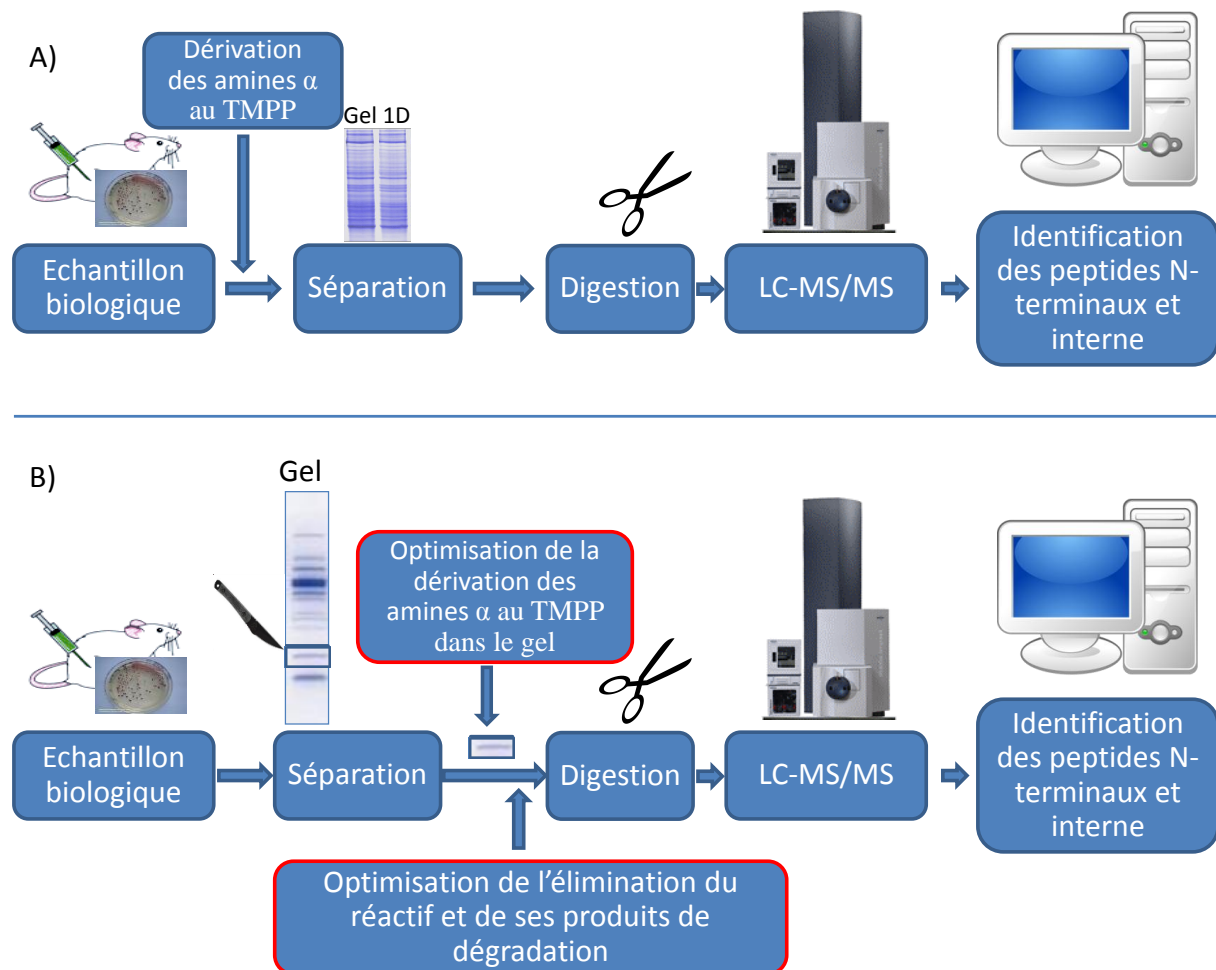 A)
Dérivation
des amines α
au TMPP
Gel 1D
Echantillon
biologique
Séparation
Digestion
LC-MS/MS
Identification
des peptides N-
terminaux et
interne
B)
Gel
Optimisation de la
dérivation des
amines α au TMPP
dans le gel
Echantillon
biologique
Séparation
Digestion
LC-MS/MS
Identification
des peptides N-
terminaux et
interne
Optimisation de l’élimination du
réactif et de ses produits de
dégradation